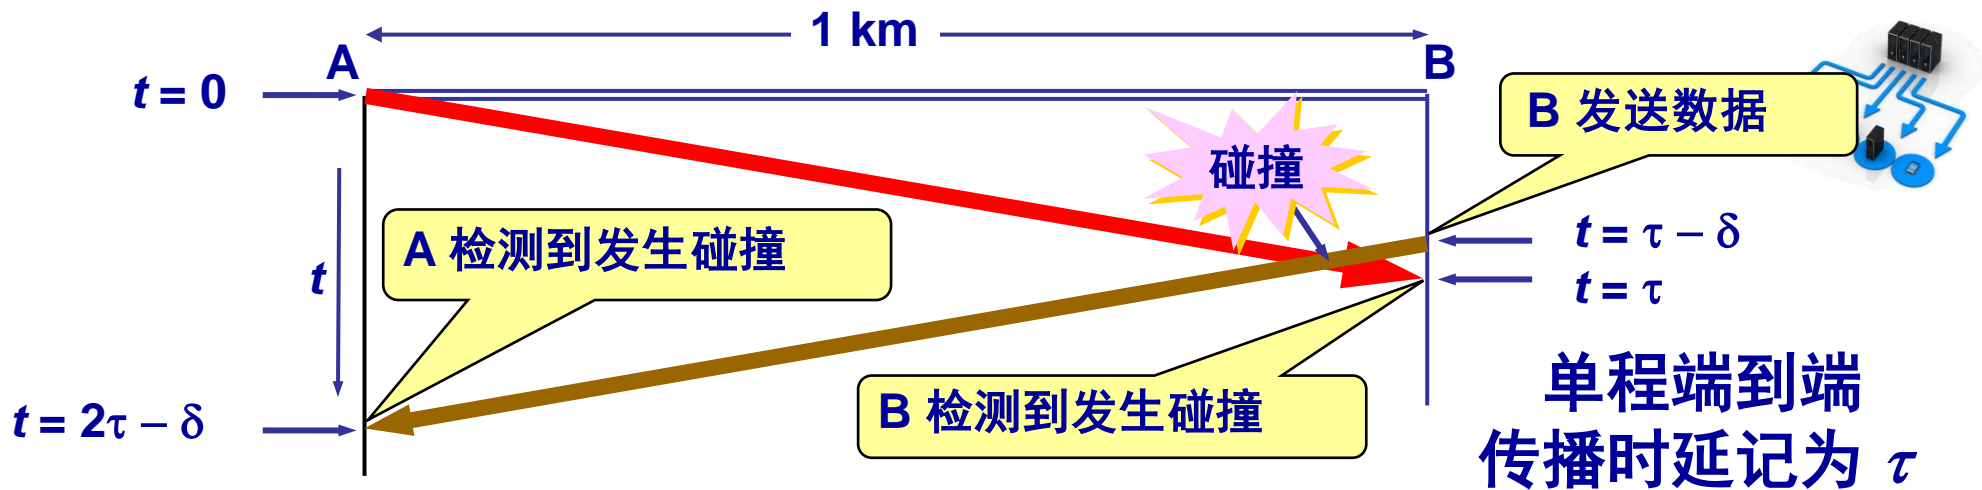 1 km
A
B
t = 0
B 发送数据
碰撞
A 检测到发生碰撞
t = τ – δ
t
t = τ
B 检测到发生碰撞
t = 2τ – δ
单程端到端
传播时延记为 τ